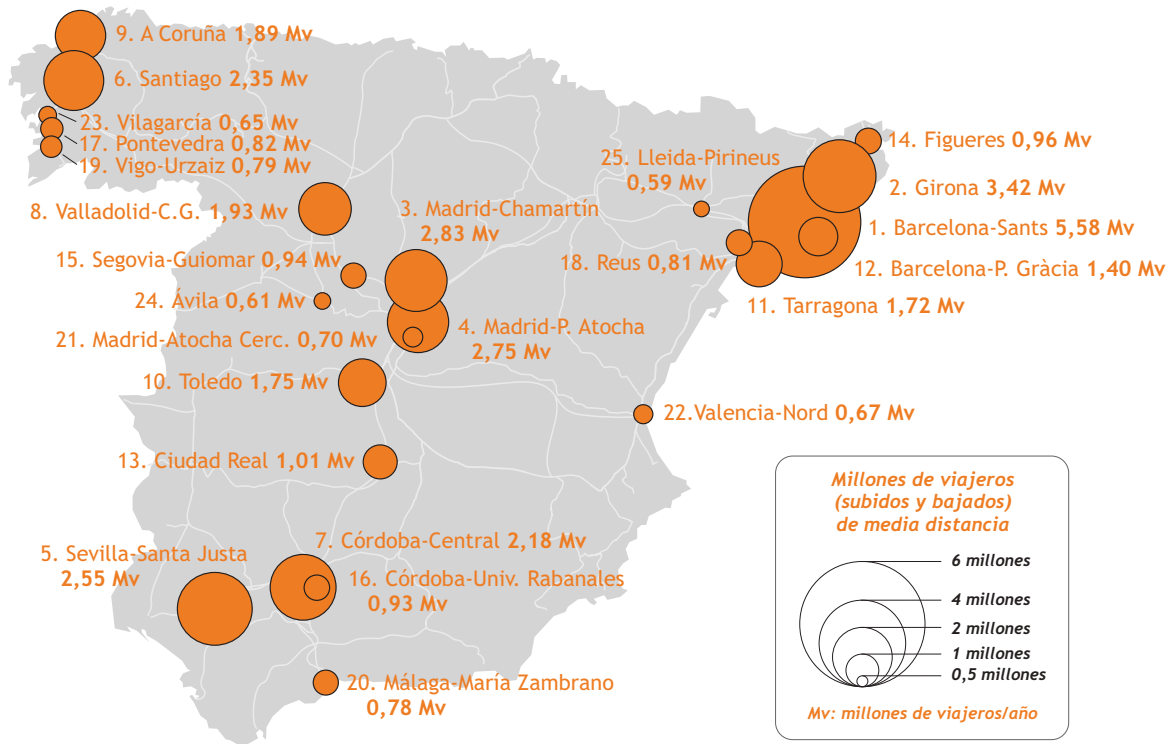 9. A Coruña 1,89 Mv
6. Santiago 2,35 Mv
23. Vilagarcía 0,65 Mv
17. Pontevedra 0,82 Mv
19. Vigo-Urzaiz 0,79 Mv
8. Valladolid-C.G. 1,93 Mv
3. Madrid-Chamartín
2,83 Mv
15. Segovia-Guiomar 0,94 Mv
24. Ávila 0,61 Mv
21. Madrid-Atocha Cerc. 0,70 Mv
4. Madrid-P. Atocha
2,75 Mv
10. Toledo 1,75 Mv
13. Ciudad Real 1,01 Mv
25. Lleida-Pirineus
0,59 Mv
14. Figueres 0,96 Mv
2. Girona 3,42 Mv
1. Barcelona-Sants 5,58 Mv
12. Barcelona-P. Gràcia 1,40 Mv
18. Reus 0,81 Mv
11. Tarragona 1,72 Mv
22.Valencia-Nord 0,67 Mv
5. Sevilla-Santa Justa
2,55 Mv
7. Córdoba-Central 2,18 Mv
16. Córdoba-Univ. Rabanales
0,93 Mv
20. Málaga-María Zambrano
0,78 Mv
Millones de viajeros
(subidos y bajados)
de media distancia
6 millones
4 millones
2 millones
1 millones
0,5 millones
Mv: millones de viajeros/año